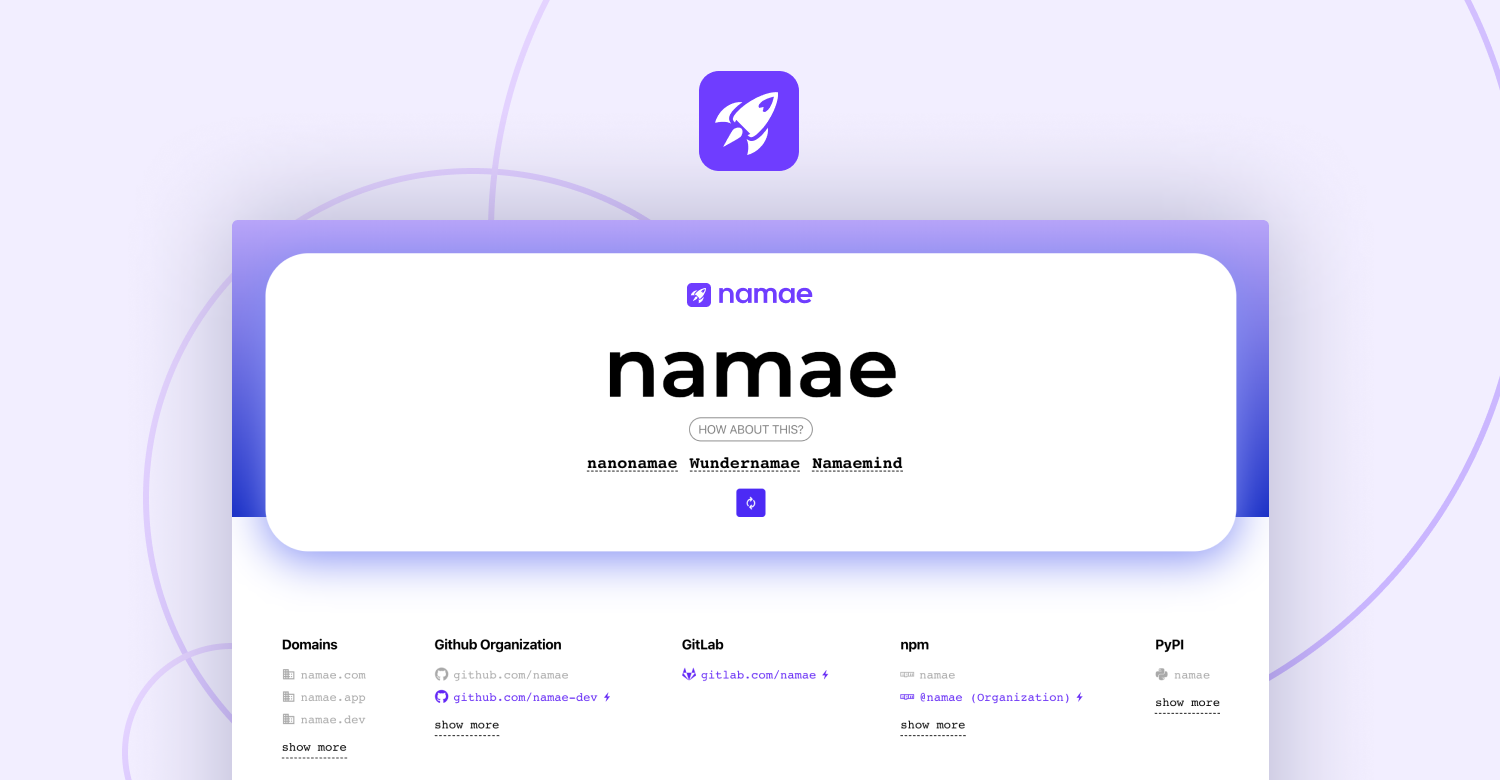 namae
namae
HOW ABOUT THIS?
nanonamae Wundernamae Namaemind
Domains
namae.com
namae.app
namae.dev
show more
Github Organization
github.com/namae
github.com/namae-dev
show more
GitLab
gitlab.com/namae
npm
namae
@namae (Organization)
show more
PyPI
namae
show more